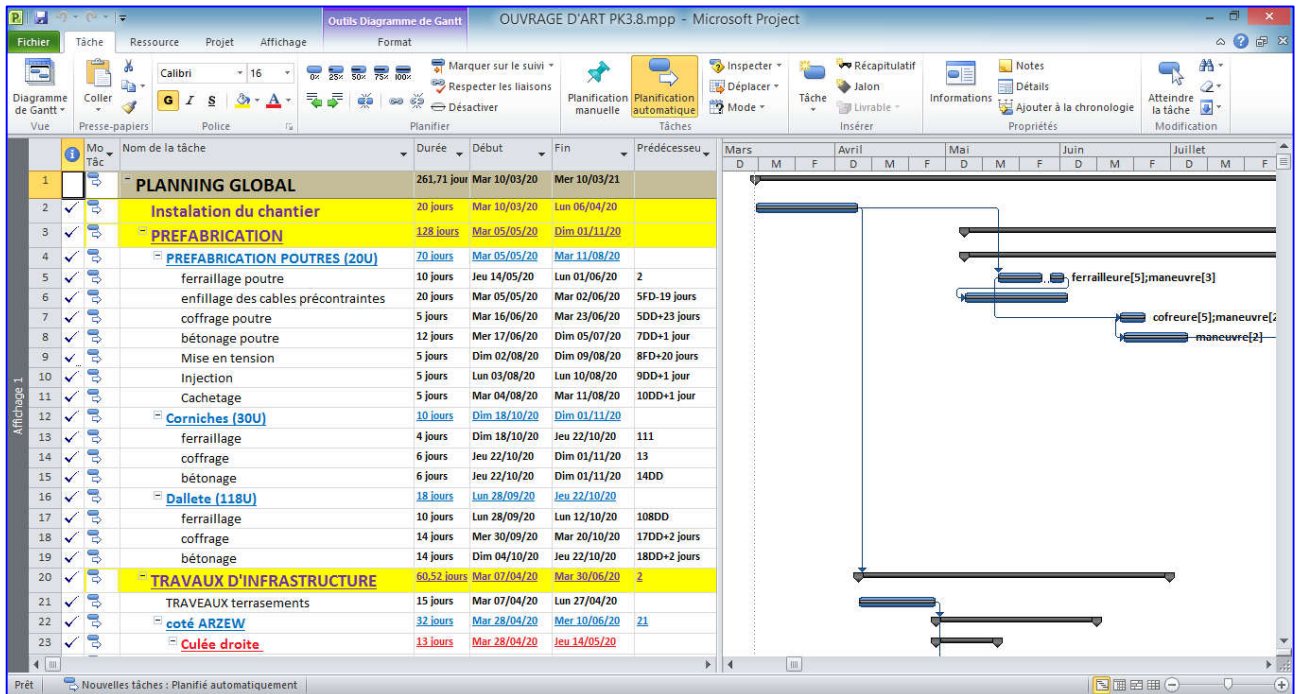 P
Outils Diagramme de Gantt
OUVRAGE D'ART PK3.8.mpp - Microsoft Project
Fichier Tâche Ressource Projet Affichage Format
Diagramme de Gantt
Vue
Coller
Presse-papiers
Calibri 16
G I S A
Police
0% 25% 50% 75% 100%
Marquer sur le suivi
Respecter les liaisons
Désactiver
Planifier
Planification manuelle
Planification automatique
Inspecter
Déplacer
Mode
Tâches
Tâche
Récapitulatif
Jalon
Livrable
Insérer
Informations
Notes
Détails
Ajouter à la chronologie
Propriétés
Atteindre la tâche
Modification
Mo Tâc Nom de la tâche Durée Début Fin Prédécesseu
1 PLANNING GLOBAL 261,71 jour Mar 10/03/20 Mer 10/03/21
2 Instalation du chantier 20 jours Mar 10/03/20 Lun 06/04/20
3 PREFABRICATION 128 jours Mar 05/05/20 Dim 01/11/20
4 PREFABRICATION POUTRES (20U) 70 jours Mar 05/05/20 Mar 11/08/20
5 ferraillage poutre 10 jours Jeu 14/05/20 Lun 01/06/20 2
6 enfillage des cables précontraintes 20 jours Mar 05/05/20 Mar 02/06/20 5FD-19 jours
7 coffrage poutre 5 jours Mar 16/06/20 Mar 23/06/20 5DD+23 jours
8 bétonage poutre 12 jours Mer 17/06/20 Dim 05/07/20 7DD+1 jour
9 Mise en tension 5 jours Dim 02/08/20 Dim 09/08/20 8FD+20 jours
10 Injection 5 jours Lun 03/08/20 Lun 10/08/20 9DD+1 jour
11 Cachetage 5 jours Mar 04/08/20 Mar 11/08/20 10DD+1 jour
12 Corniches (30U) 10 jours Dim 18/10/20 Dim 01/11/20
13 ferraillage 4 jours Dim 18/10/20 Jeu 22/10/20 111
14 coffrage 6 jours Jeu 22/10/20 Dim 01/11/20 13
15 bétonage 6 jours Jeu 22/10/20 Dim 01/11/20 14DD
16 Dallete (118U) 18 jours Lun 28/09/20 Jeu 22/10/20
17 ferraillage 10 jours Lun 28/09/20 Lun 12/10/20 108DD
18 coffrage 14 jours Mer 30/09/20 Mar 20/10/20 17DD+2 jours
19 bétonage 14 jours Dim 04/10/20 Jeu 22/10/20 18DD+2 jours
20 TRAVAUX D'INFRASTRUCTURE 60,52 jours Mar 07/04/20 Mar 30/06/20 2
21 TRAVEAUX terrasements 15 jours Mar 07/04/20 Lun 27/04/20
22 coté ARZEW 32 jours Mar 28/04/20 Mer 10/06/20 21
23 Culée droite 13 jours Mar 28/04/20 Jeu 14/05/20
Affichage 1
Mars Avril Mai Juin Juillet
D M F D M F D M F D M F D M F
ferrailleure[5];maneuvre[3]
cofreure[5];maneuvre[2
maneuvre[2]
Prêt Nouvelles tâches : Planifié automatiquement